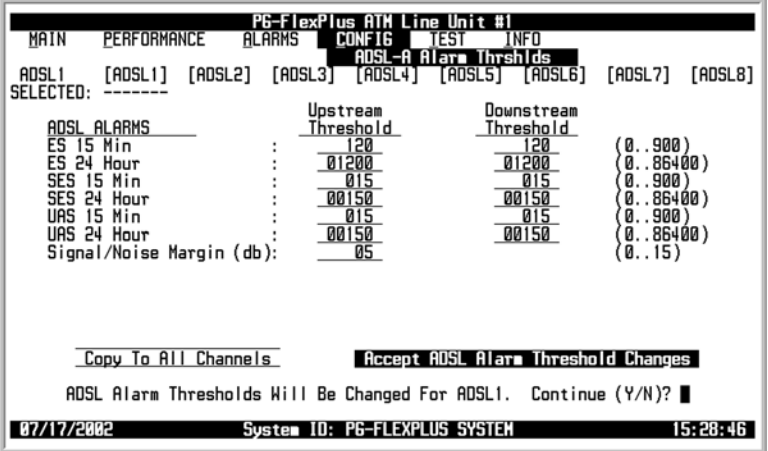 PG-FlexPlus ATM Line Unit #1
MAIN PERFORMANCE ALARMS CONFIG TEST INFO
ADSL-A Alarm Thrshlds
ADSL1 [ADSL1] [ADSL2] [ADSL3] [ADSL4] [ADSL5] [ADSL6] [ADSL7] [ADSL8]
SELECTED: -------
Upstream Downstream
ADSL ALARMS Threshold Threshold
ES 15 Min : 120 120 (0..900)
ES 24 Hour : 01200 01200 (0..86400)
SES 15 Min : 015 015 (0..900)
SES 24 Hour : 00150 00150 (0..86400)
UAS 15 Min : 015 015 (0..900)
UAS 24 Hour : 00150 00150 (0..86400)
Signal/Noise Margin (db): 05 (0..15)
Copy To All Channels Accept ADSL Alarm Threshold Changes
ADSL Alarm Thresholds Will Be Changed For ADSL1. Continue (Y/N)?
07/17/2002 System ID: PG-FLEXPLUS SYSTEM 15:28:46